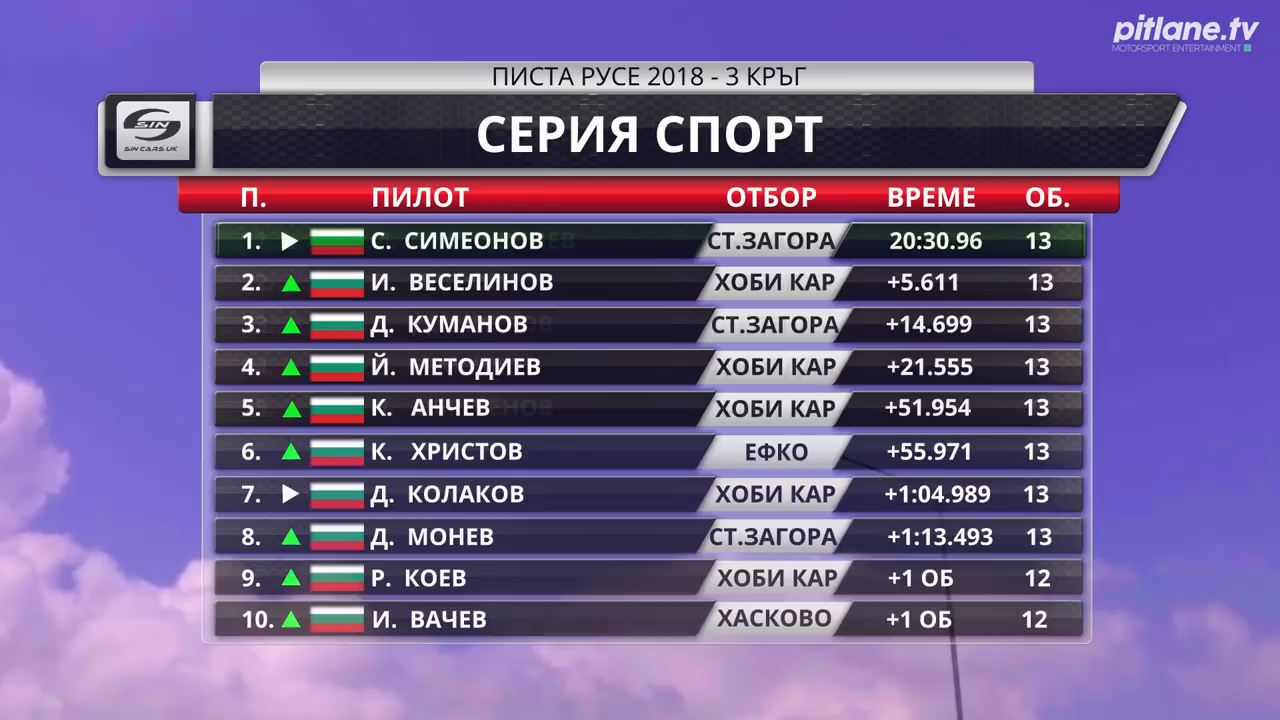 pitlane.tv
MOTORSPORT ENTERTAINMENT
ПИСТА РУСЕ 2018 - 3 КРЪГ
SIN
SIN CARS UK
СЕРИЯ СПОРТ
П. ПИЛОТ ОТБОР ВРЕМЕ ОБ.
1. С. СИМЕОНОВ СТ.ЗАГОРА 20:30.96 13
2. И. ВЕСЕЛИНОВ ХОБИ КАР +5.611 13
3. Д. КУМАНОВ СТ.ЗАГОРА +14.699 13
4. Й. МЕТОДИЕВ ХОБИ КАР +21.555 13
5. К. АНЧЕВ ХОБИ КАР +51.954 13
6. К. ХРИСТОВ ЕФКО +55.971 13
7. Д. КОЛАКОВ ХОБИ КАР +1:04.989 13
8. Д. МОНЕВ СТ.ЗАГОРА +1:13.493 13
9. Р. КОЕВ ХОБИ КАР +1 ОБ 12
10. И. ВАЧЕВ ХАСКОВО +1 ОБ 12